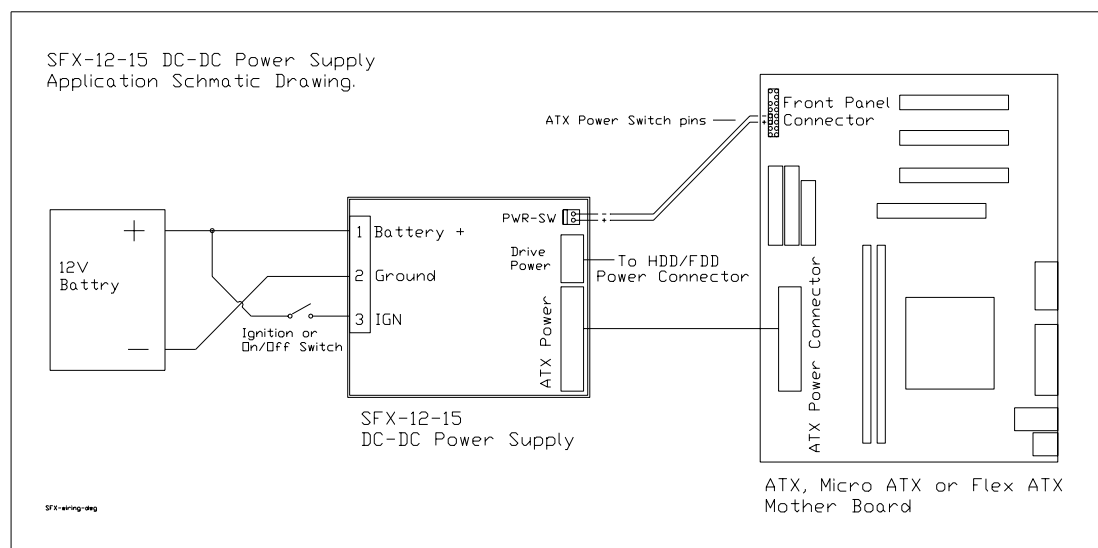 SFX-12-15 DC-DC Power Supply
Application Schmatic Drawing.
ATX Power Switch pins
Front Panel
Connector
PWR-SW
- -
+ +
12V
Battry
+
-
1 Battery +
2 Ground
3 IGN
Ignition or
On/Off Switch
Drive
Power
To HDD/FDD
Power Connector
ATX Power
ATX Power Connector
SFX-12-15
DC-DC Power Supply
ATX, Micro ATX or Flex ATX
Mother Board
SFX-wiring-dwg